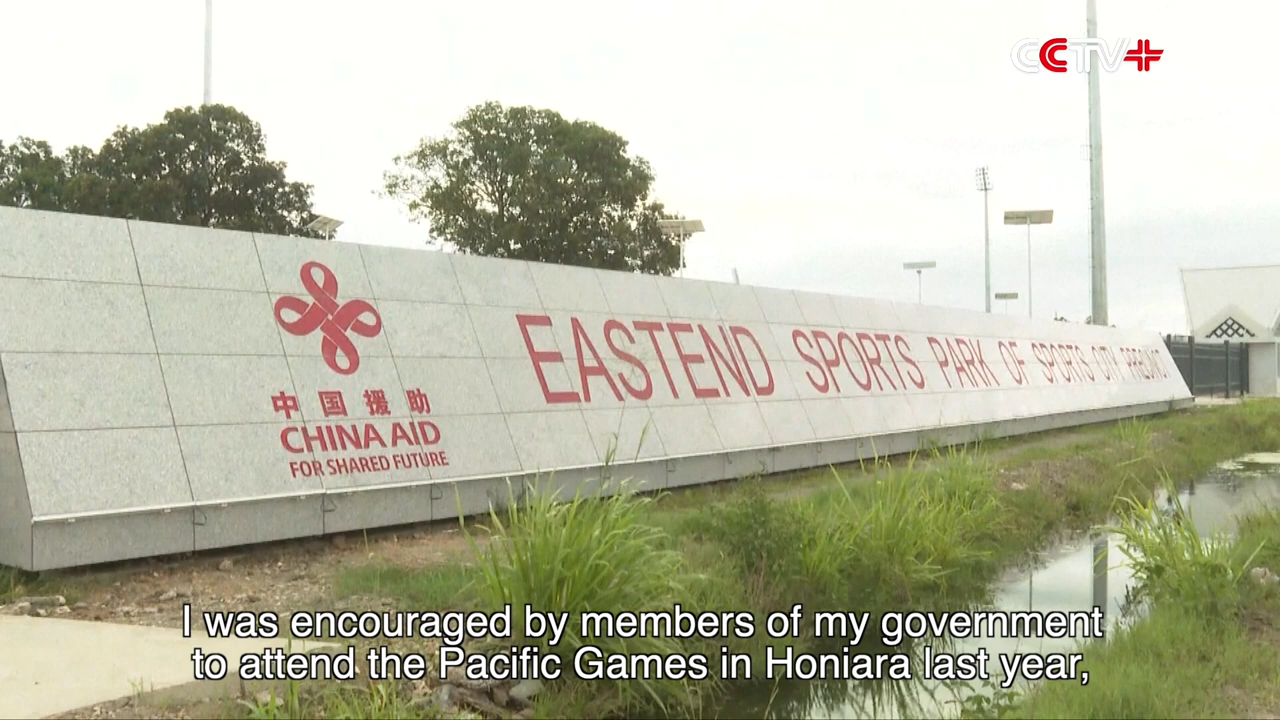 CCTV+
中国援助
CHINA AID
FOR SHARED FUTURE
EASTEND SPORTS PARK OF SPORTS CITY PRECINCT
I was encouraged by members of my government
to attend the Pacific Games in Honiara last year,